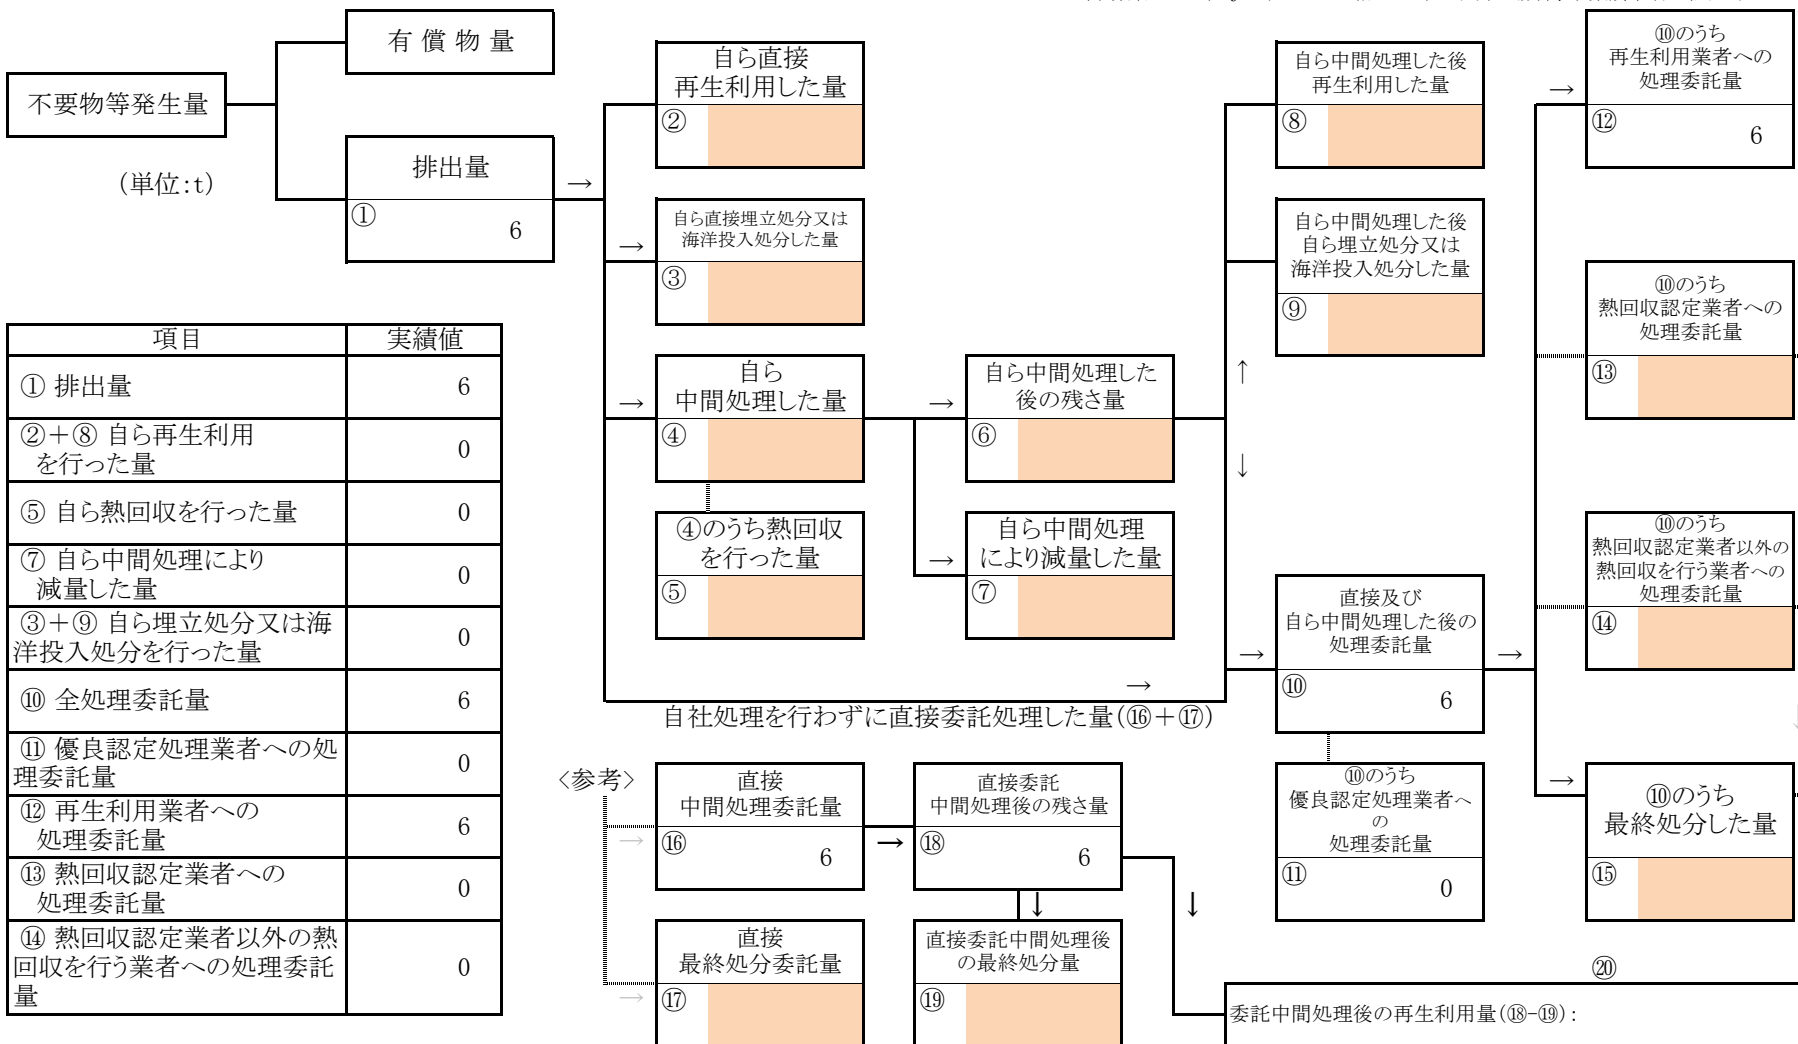 有償物量
不要物等発生量
(単位:t)
排出量
①
6
→
自ら直接
再生利用した量
②
→
自ら直接埋立処分又は
海洋投入処分した量
③
→
自ら
中間処理した量
④
④のうち熱回収
を行った量
⑤
→
自ら中間処理した
後の残さ量
⑥
→
自ら中間処理
により減量した量
⑦
自ら中間処理した後
再生利用した量
⑧
自ら中間処理した後
自ら埋立処分又は
海洋投入処分した量
⑨
↑
↓
→
⑩のうち
再生利用業者への
処理委託量
⑫
6
⑩のうち
熱回収認定業者への
処理委託量
⑬
⑩のうち
熱回収認定業者以外の
熱回収を行う業者への
処理委託量
⑭
→
直接及び
自ら中間処理した後の
処理委託量
⑩
6
→
→
自社処理を行わずに直接委託処理した量(⑯+⑰)
⑩のうち
優良認定処理業者へ
の
処理委託量
⑪
0
→
⑩のうち
最終処分した量
⑮
項目 実績値
① 排出量 6
②+⑧ 自ら再生利用
を行った量 0
⑤ 自ら熱回収を行った量 0
⑦ 自ら中間処理により
減量した量 0
③+⑨ 自ら埋立処分又は海
洋投入処分を行った量 0
⑩ 全処理委託量 6
⑪ 優良認定処理業者への処
理委託量 0
⑫ 再生利用業者への
処理委託量 6
⑬ 熱回収認定業者への
処理委託量 0
⑭ 熱回収認定業者以外の熱
回収を行う業者への処理委託
量 0
〈参考〉
→
直接
中間処理委託量
⑯
6
→
直接委託
中間処理後の残さ量
⑱
6
↓
↓
→
直接
最終処分委託量
⑰
直接委託中間処理後
の最終処分量
⑲
⑳
委託中間処理後の再生利用量(⑱-⑲):